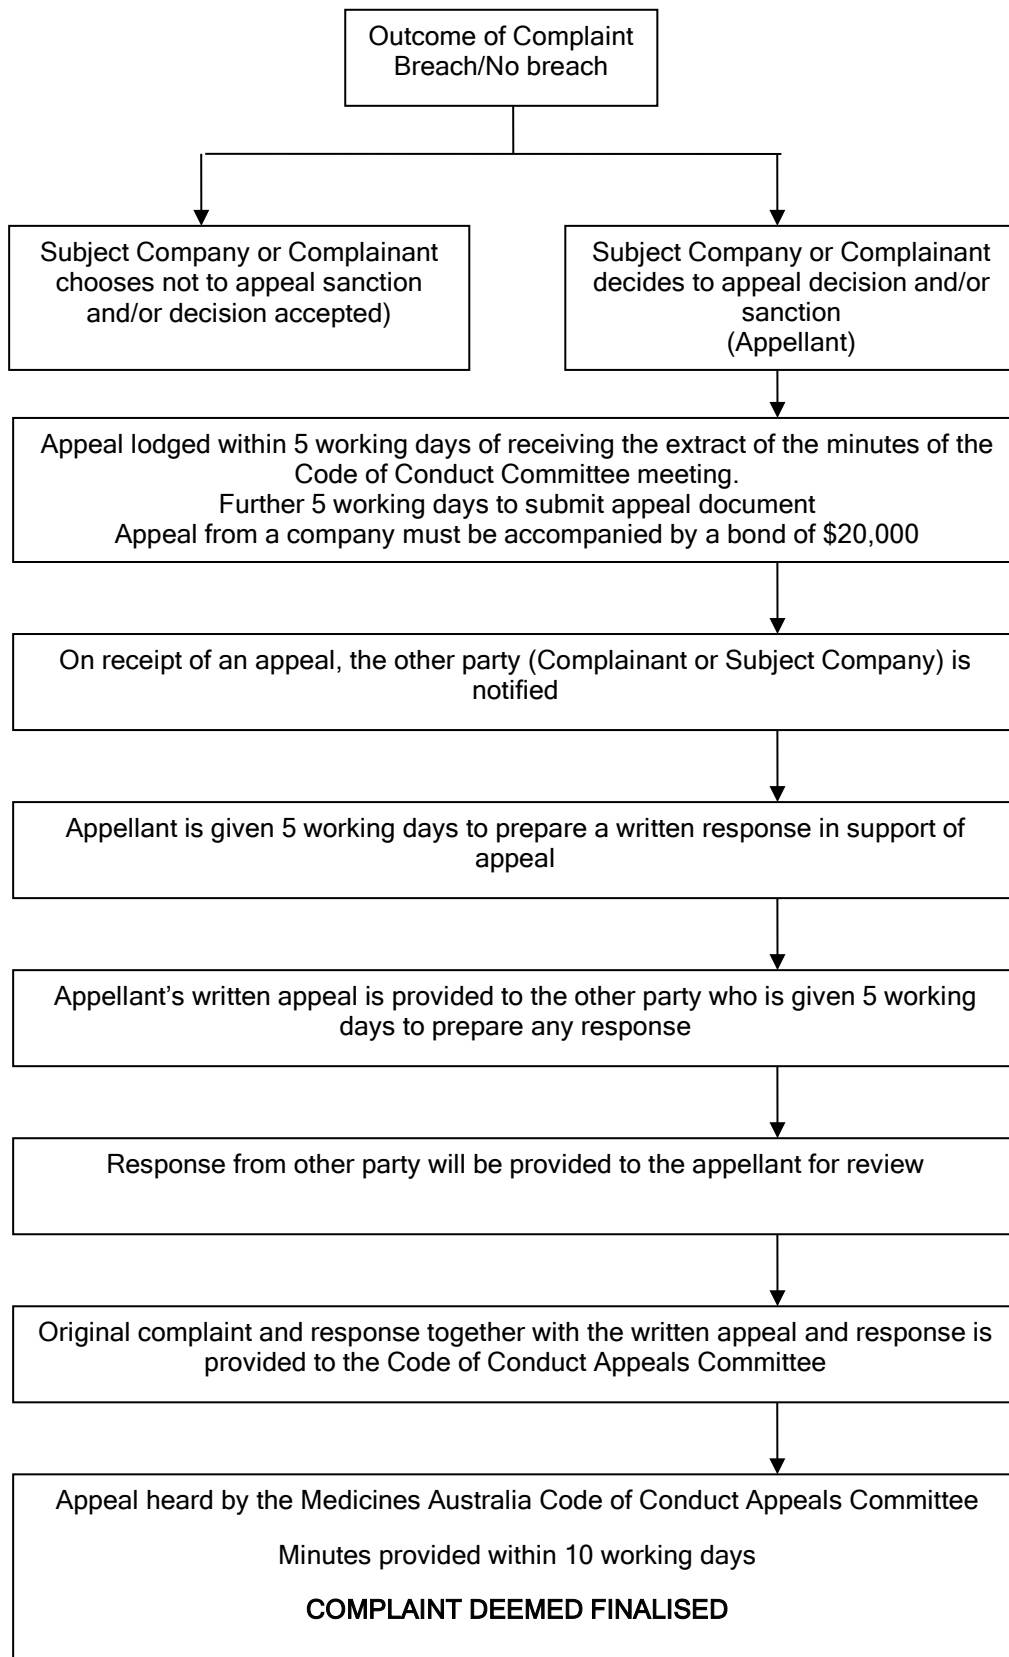 Outcome of Complaint
Breach/No breach
Subject Company or Complainant
chooses not to appeal sanction
and/or decision accepted)
Subject Company or Complainant
decides to appeal decision and/or
sanction
(Appellant)
Appeal lodged within 5 working days of receiving the extract of the minutes of the
Code of Conduct Committee meeting.
Further 5 working days to submit appeal document
Appeal from a company must be accompanied by a bond of $20,000
On receipt of an appeal, the other party (Complainant or Subject Company) is
notified
Appellant is given 5 working days to prepare a written response in support of
appeal
Appellant's written appeal is provided to the other party who is given 5 working
days to prepare any response
Response from other party will be provided to the appellant for review
Original complaint and response together with the written appeal and response is
provided to the Code of Conduct Appeals Committee
Appeal heard by the Medicines Australia Code of Conduct Appeals Committee
Minutes provided within 10 working days
COMPLAINT DEEMED FINALISED